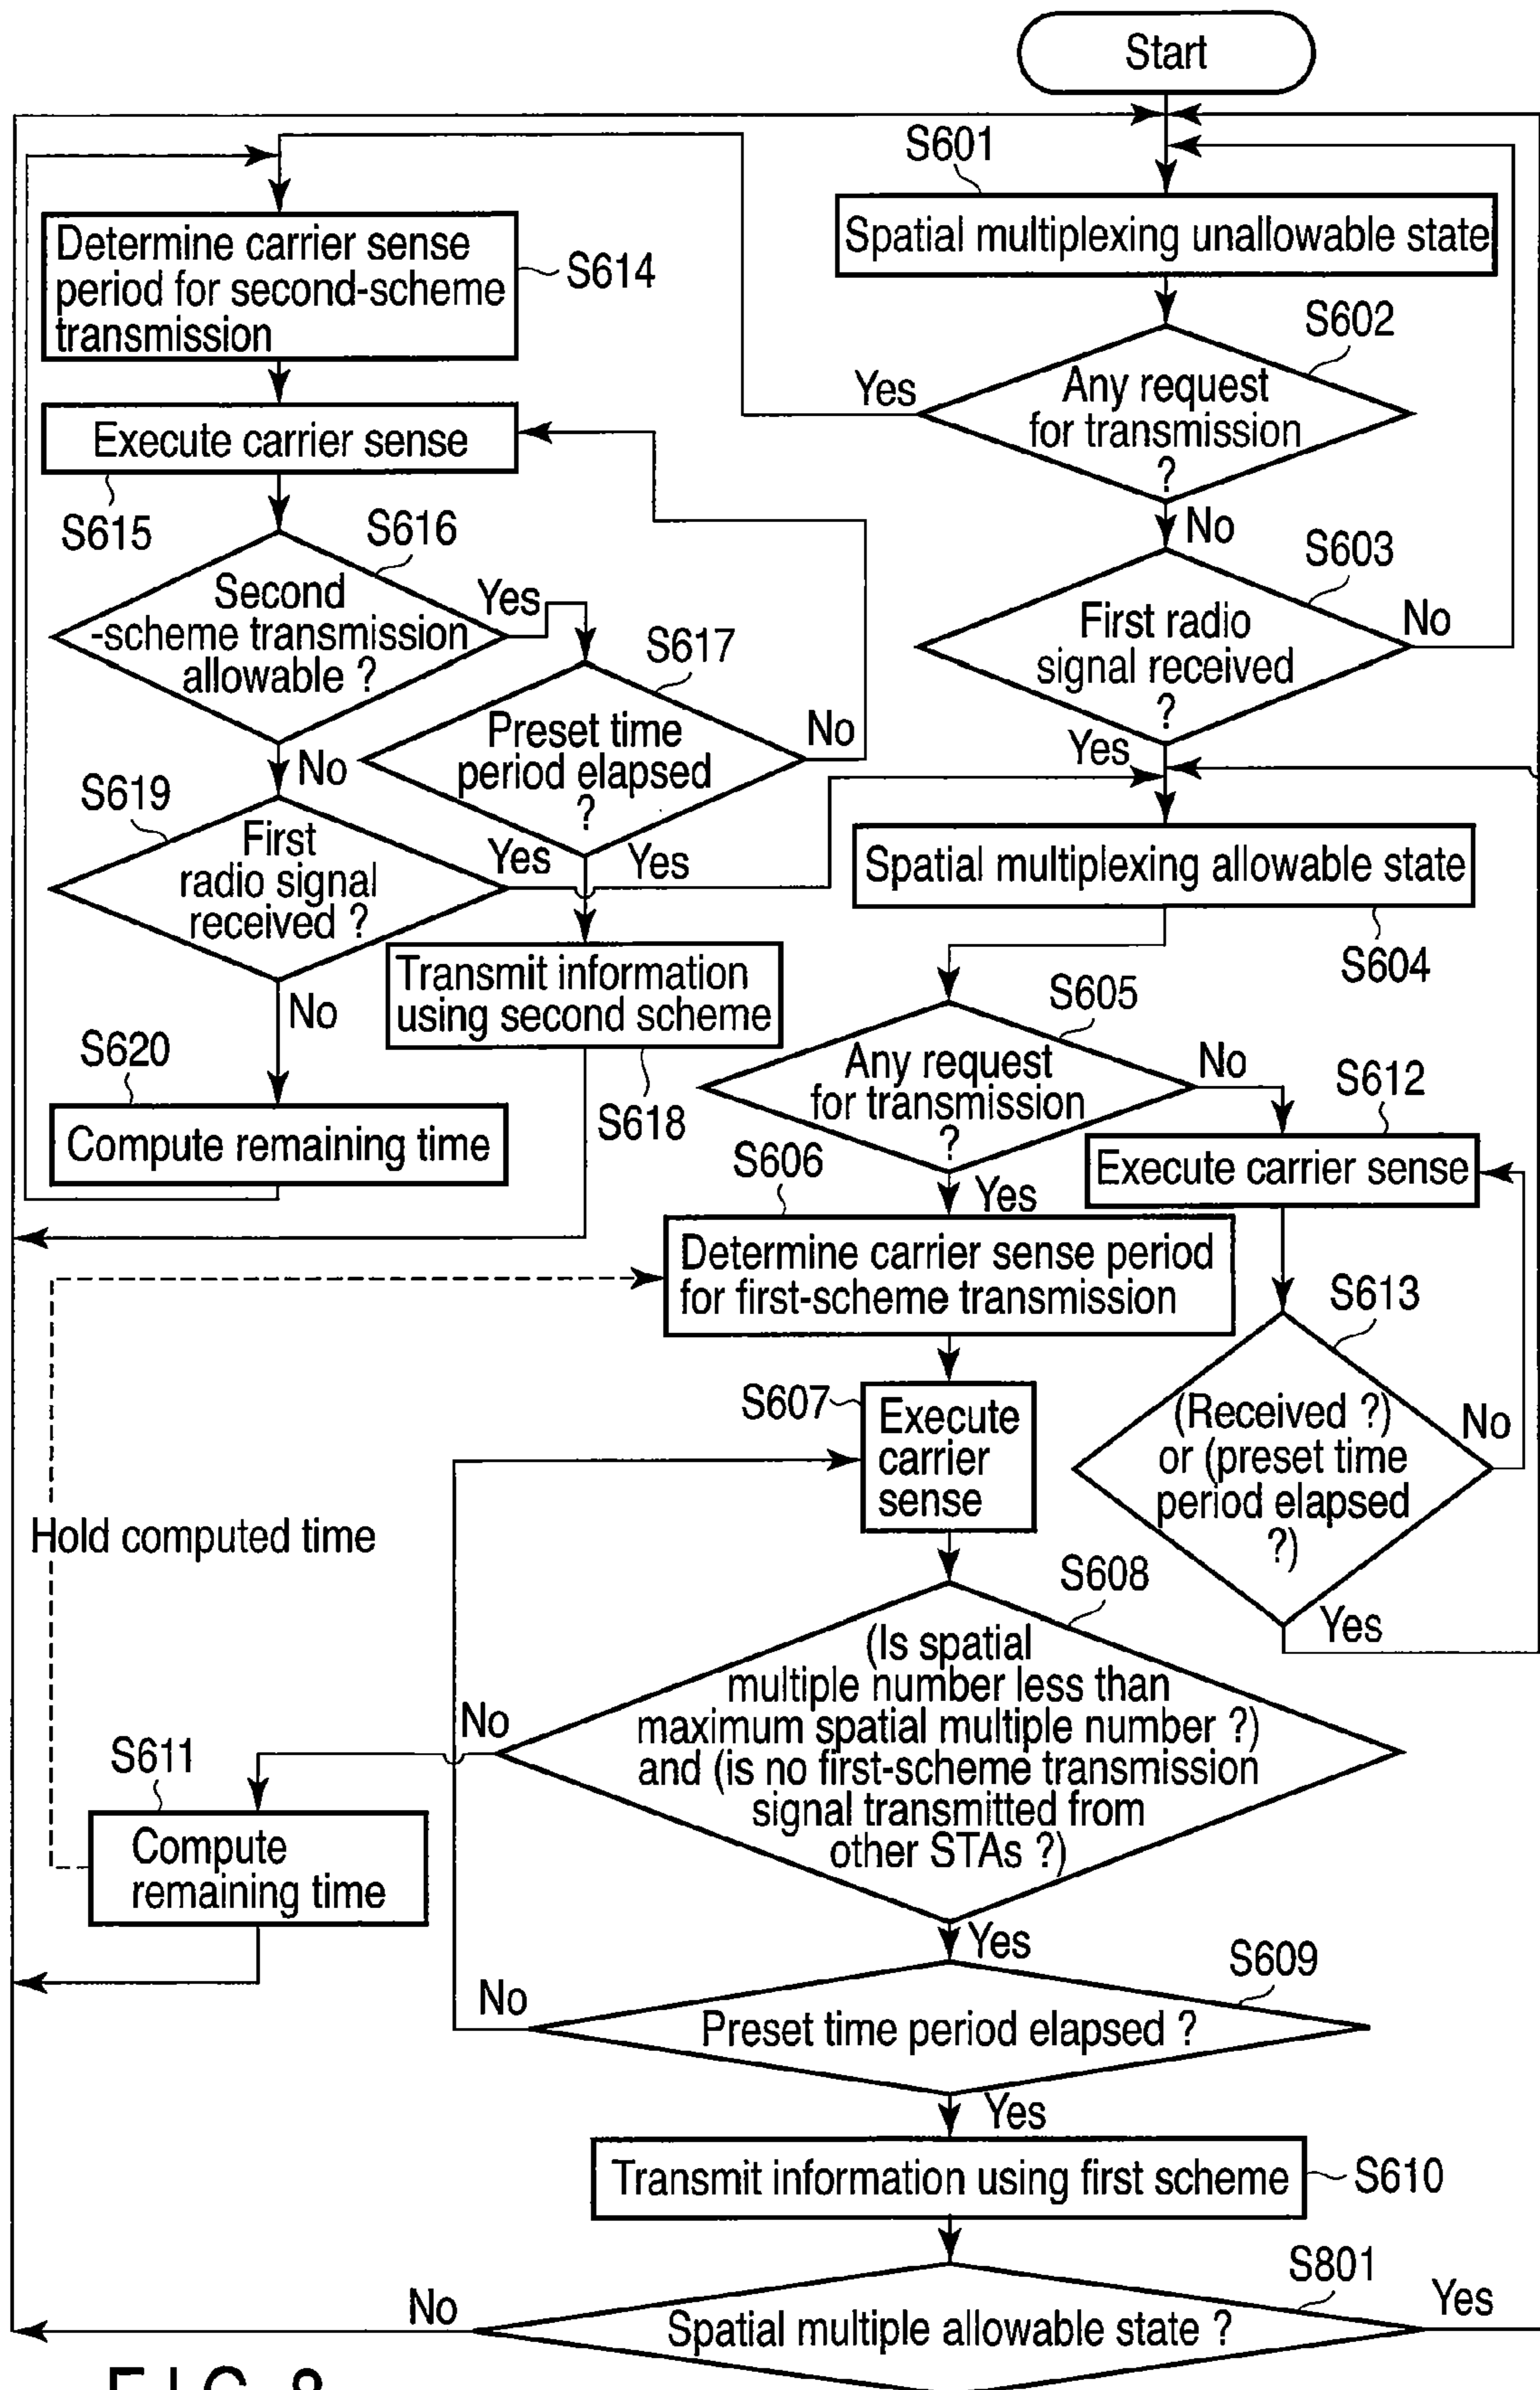 Start
S601
Spatial multiplexing unallowable state
S602
Any request
for transmission
?
Yes
No
S603
First radio
signal received
?
No
Yes
Determine carrier sense
period for second-scheme
transmission
S614
Execute carrier sense
S615
S616
Second
-scheme transmission
allowable ?
Yes
No
S617
Preset time
period elapsed
?
No
Yes
S619
First
radio signal
received ?
Yes
No
Transmit information
using second scheme
S618
S620
Compute remaining time
Spatial multiplexing allowable state
S604
S605
Any request
for transmission
?
No
Yes
S612
Execute carrier sense
S606
Determine carrier sense period
for first-scheme transmission
S613
(Received ?)
or (preset time
period elapsed
?)
No
Yes
S607
Execute
carrier
sense
Hold computed time
S608
(Is spatial
multiple number less than
maximum spatial multiple number ?)
and (is no first-scheme transmission
signal transmitted from
other STAs ?)
No
Yes
S611
Compute
remaining time
S609
Preset time period elapsed ?
No
Yes
Transmit information using first scheme
S610
S801
Spatial multiple allowable state ?
No
Yes
FIG. 8